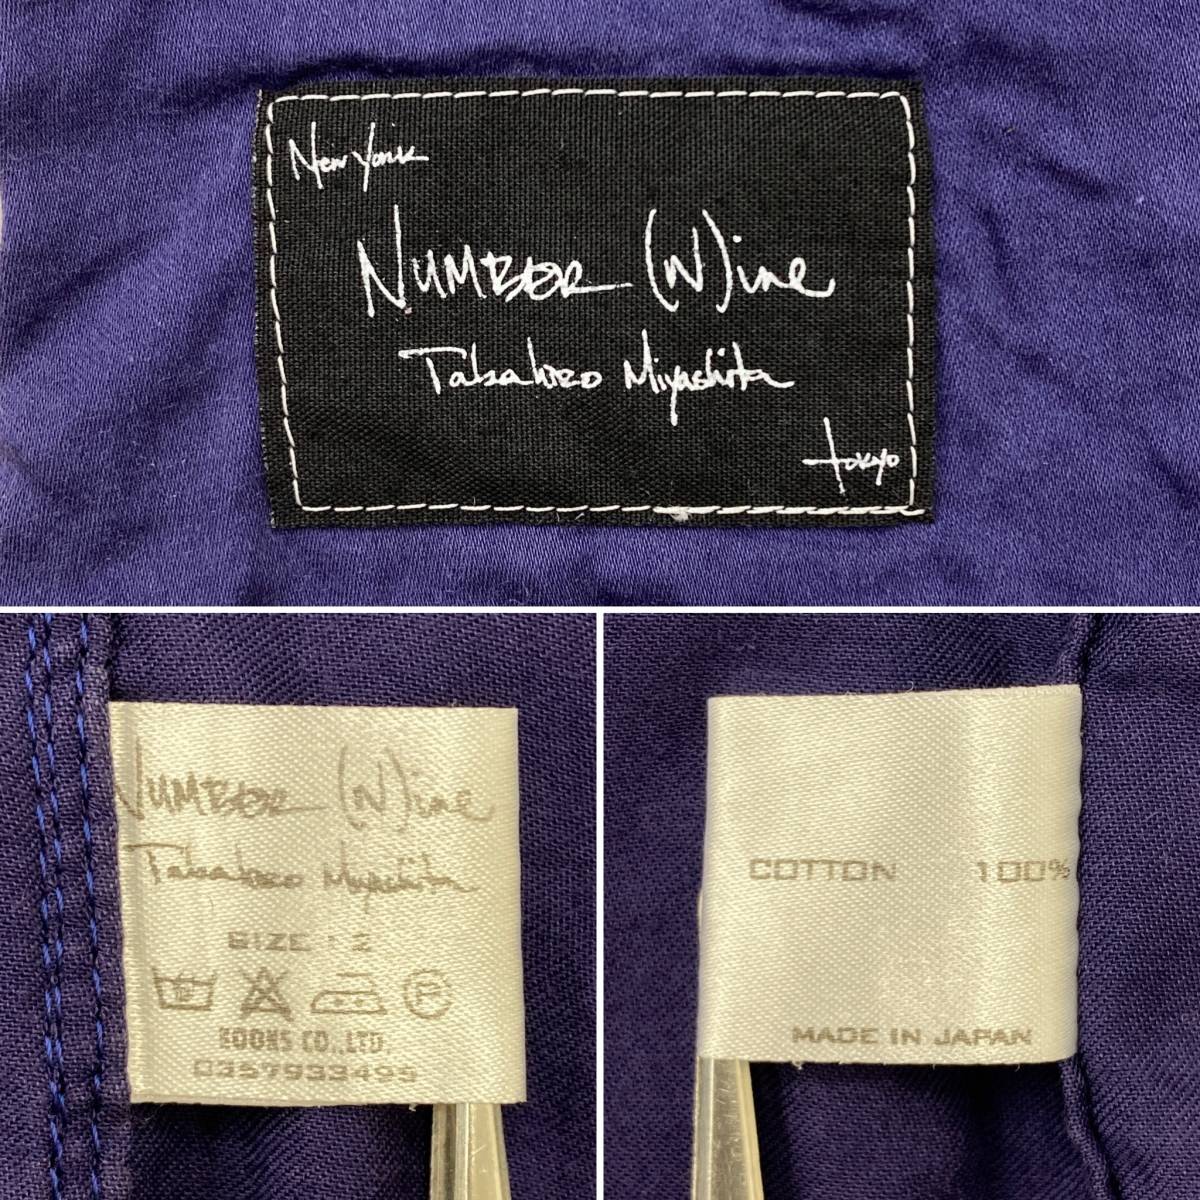 New York
NUMBER (N)ine
Takahiro Miyashita
tokyo
NUMBER (N)ine
Takahiro Miyashita
SIZE : 2
P
KOOKS CO.,LTD.
0357933495
COTTON 100%
MADE IN JAPAN